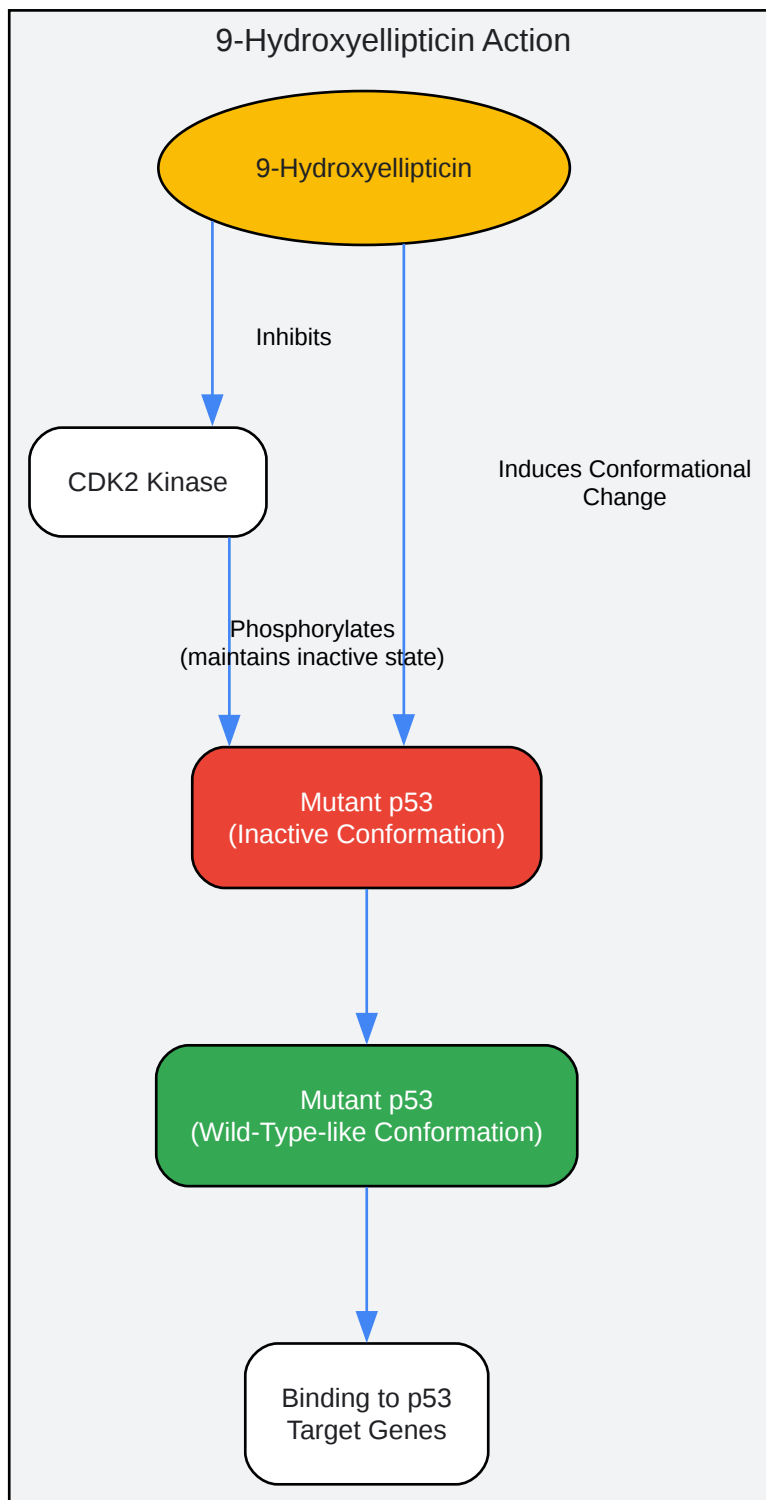 9-Hydroxyellipticin Action
9-Hydroxyellipticin
Inhibits
CDK2 Kinase
Induces Conformational
Change
Phosphorylates
(maintains inactive state)
Mutant p53
(Inactive Conformation)
Mutant p53
(Wild-Type-like Conformation)
Binding to p53
Target Genes